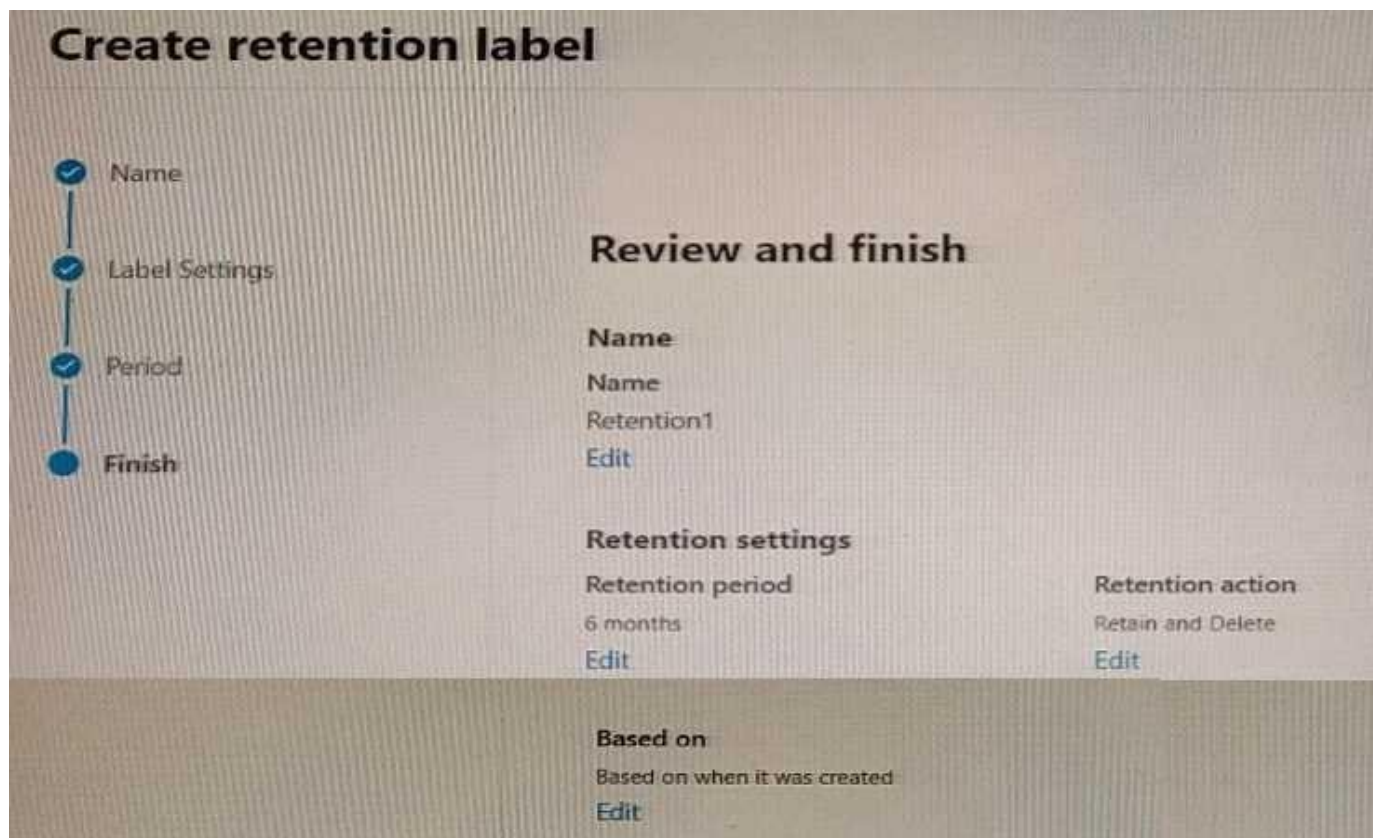 Create retention label
Name
Label Settings
Period
Finish
Review and finish
Name
Name
Retention1
Edit
Retention settings
Retention period
6 months
Edit
Retention action
Retain and Delete
Edit
Based on
Based on when it was created
Edit